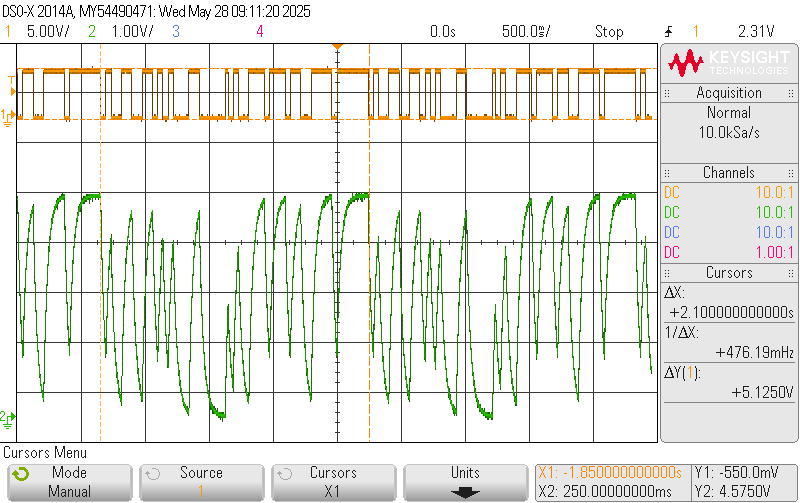 DSO-X 2014A, MY54490471: Wed May 28 09:11:20 2025
1 5.00V/ 2 1.00V/ 3 4 0.0s 500.0ms/ Stop 1 2.31V
KEYSIGHT
TECHNOLOGIES
Acquisition
Normal
10.0kSa/s
Channels
DC 10.0:1
DC 10.0:1
DC 10.0:1
DC 1.00:1
Cursors
ΔX:
+2.100000000000s
1/ΔX:
+476.19mHz
ΔY(1):
+5.1250V
T
1
2
Cursors Menu
Mode
Manual
Source
1
Cursors
X1
Units
X1: -1.850000000000s
X2: 250.00000000ms
Y1: -550.0mV
Y2: 4.5750V